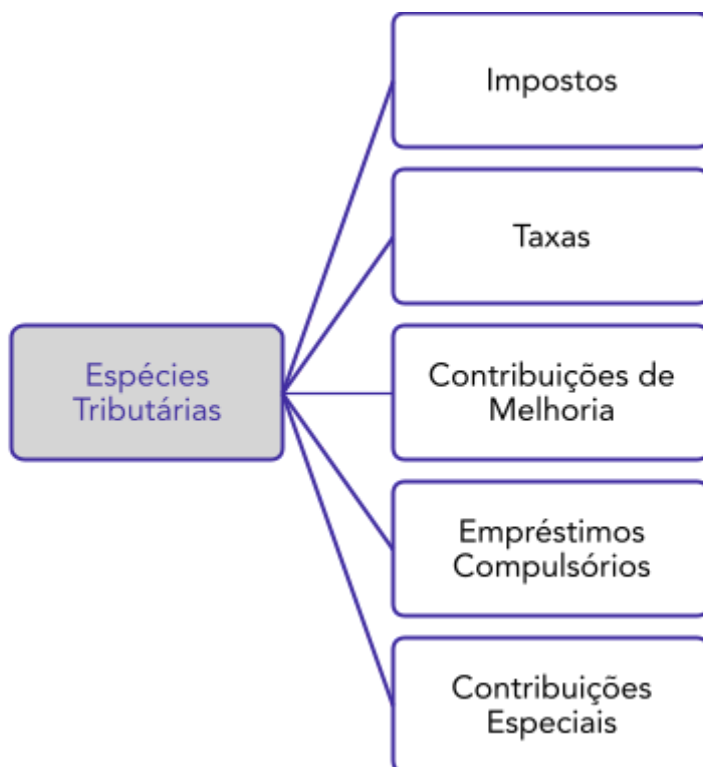 Impostos
Taxas
Espécies
Tributárias
Contribuições de
Melhoria
Empréstimos
Compulsórios
Contribuições
Especiais